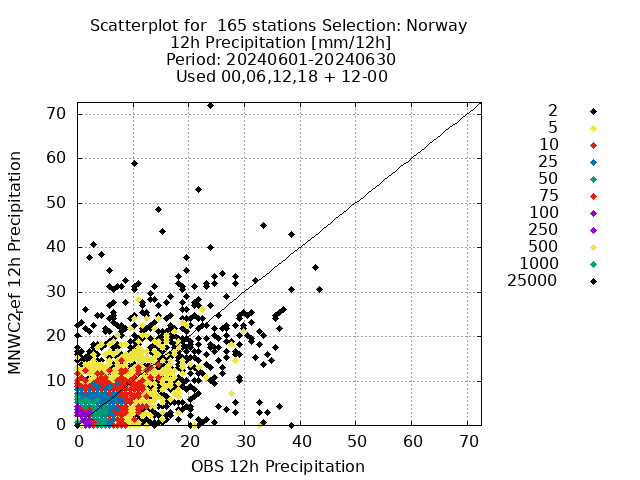 Scatterplot for  165 stations Selection: Norway
12h Precipitation [mm/12h]
Period: 20240601-20240630
Used 00,06,12,18 + 12-00
MNWC2ref 12h Precipitation
70
60
50
40
30
20
10
0
0 10 20 30 40 50 60 70
OBS 12h Precipitation
2
5
10
25
50
75
100
250
500
1000
25000